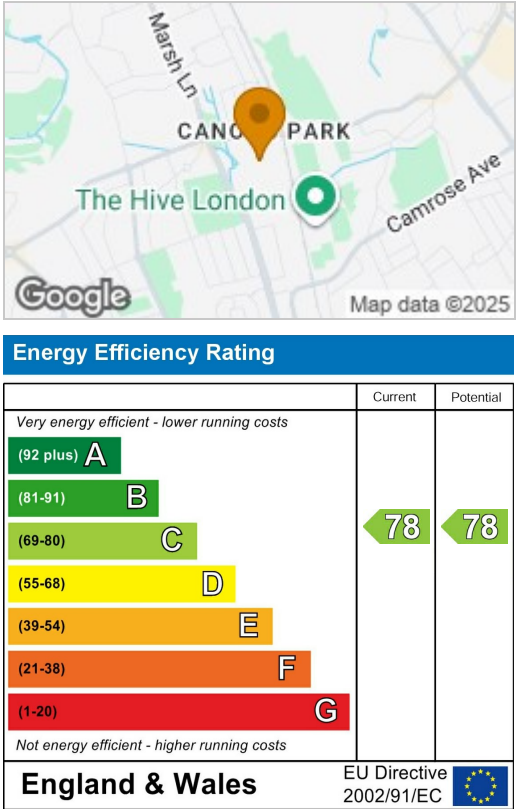 Marsh Ln
CANO PARK
The Hive London
Camrose Ave
Google
Map data ©2025
Energy Efficiency Rating
Current Potential
Very energy efficient - lower running costs
(92 plus) A
(81-91) B
(69-80) C
78 78
(55-68) D
(39-54) E
(21-38) F
(1-20) G
Not energy efficient - higher running costs
England & Wales
EU Directive
2002/91/EC